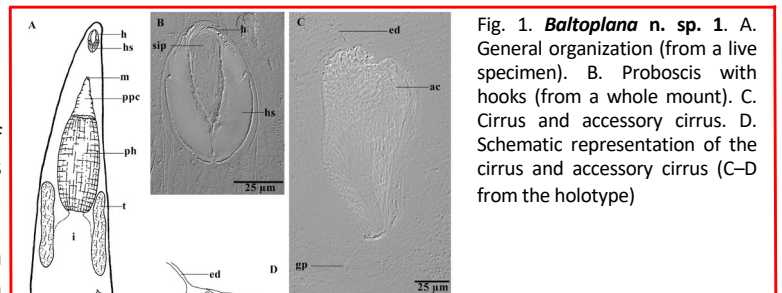 A
h
hs
m
ppc
ph
t
i
B
h
sip
hs
25 µm
C
ed
ac
gp
25 µm
ed
D
Fig. 1. Baltoplana n. sp. 1. A.
General organization (from a live
specimen). B. Proboscis with
hooks (from a whole mount). C.
Cirrus and accessory cirrus. D.
Schematic representation of the
cirrus and accessory cirrus (C–D
from the holotype)